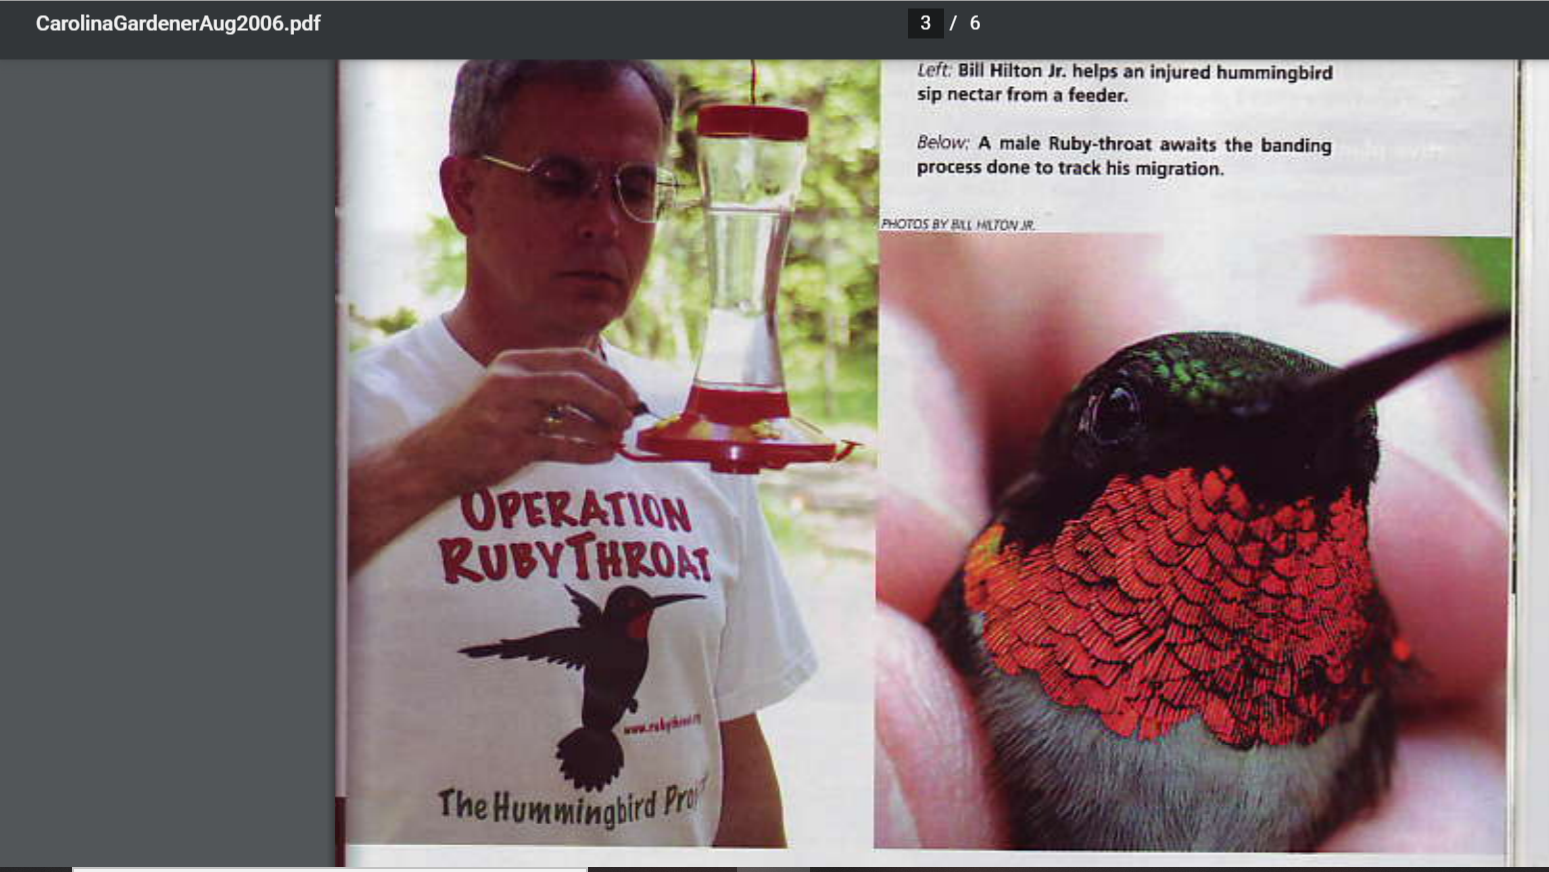 CarolinaGardenerAug2006.pdf
3 / 6
Left: Bill Hilton Jr. helps an injured hummingbird
sip nectar from a feeder.
Below: A male Ruby-throat awaits the banding
process done to track his migration.
PHOTOS BY BILL HILTON JR.
OPERATION
RUBYTHROAT
The Hummingbird